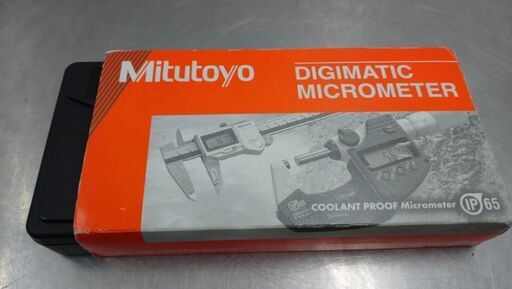 Mitutoyo
DIGIMATIC
MICROMETER
COOLANT PROOF Micrometer IP 65